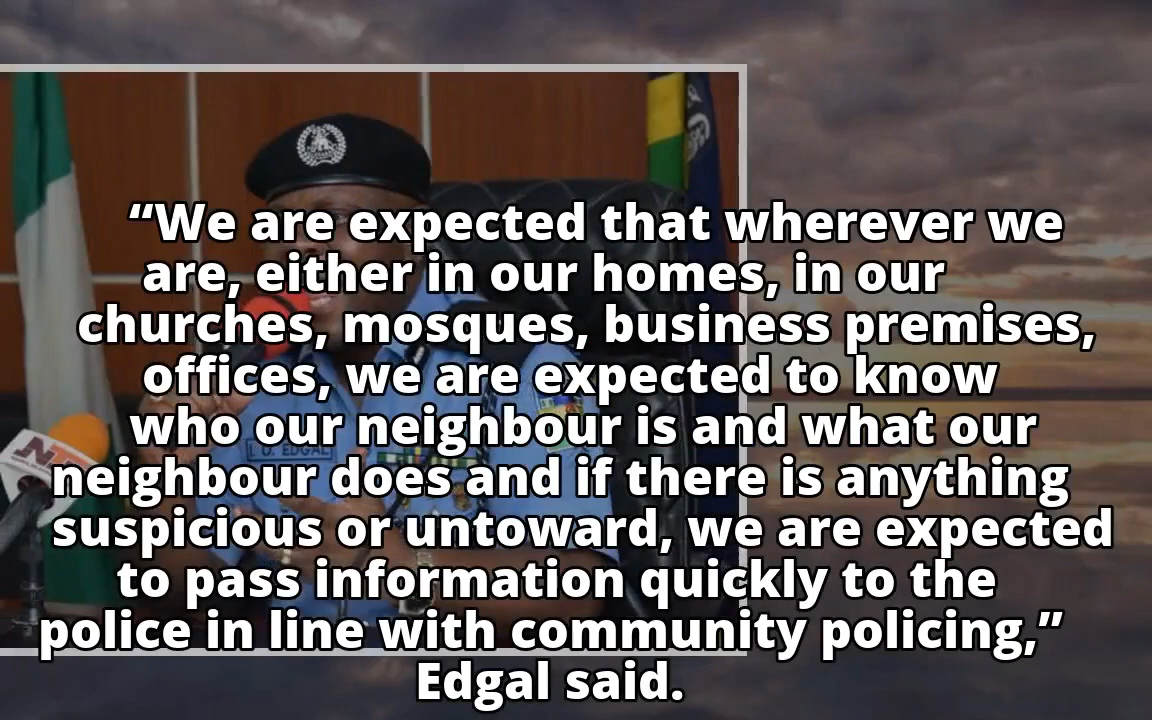 “We are expected that wherever we
are, either in our homes, in our
churches, mosques, business premises,
offices, we are expected to know
who our neighbour is and what our
neighbour does and if there is anything
suspicious or untoward, we are expected
to pass information quickly to the
police in line with community policing,”
Edgal said.
I. O. EDGAL